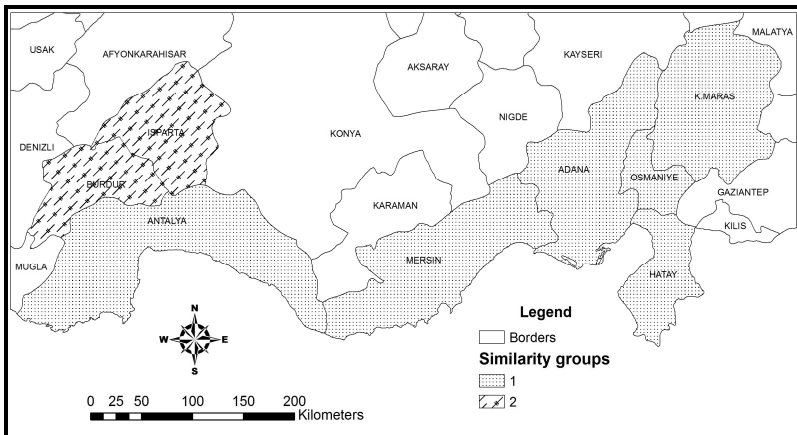 MALATYA
USAK
AFYONKARAHISAR
KAYSERI
AKSARAY
K.MARAS
NIGDE
ISPARTA
KONYA
DENIZLI
ADANA
OSMANIYE
BURDUR
GAZIANTEP
KARAMAN
ANTALYA
KILIS
MUGLA
MERSIN
HATAY
N
W E
S
Legend
Borders
Similarity groups
1
2
0 25 50 100 150 200
Kilometers